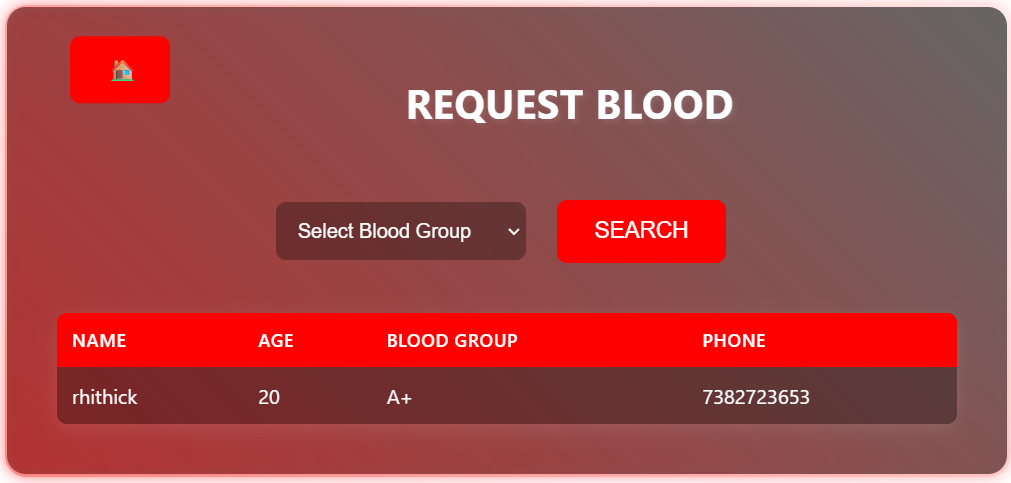 REQUEST BLOOD
Select Blood Group SEARCH
NAME AGE BLOOD GROUP PHONE
rhithick 20 A+ 7382723653